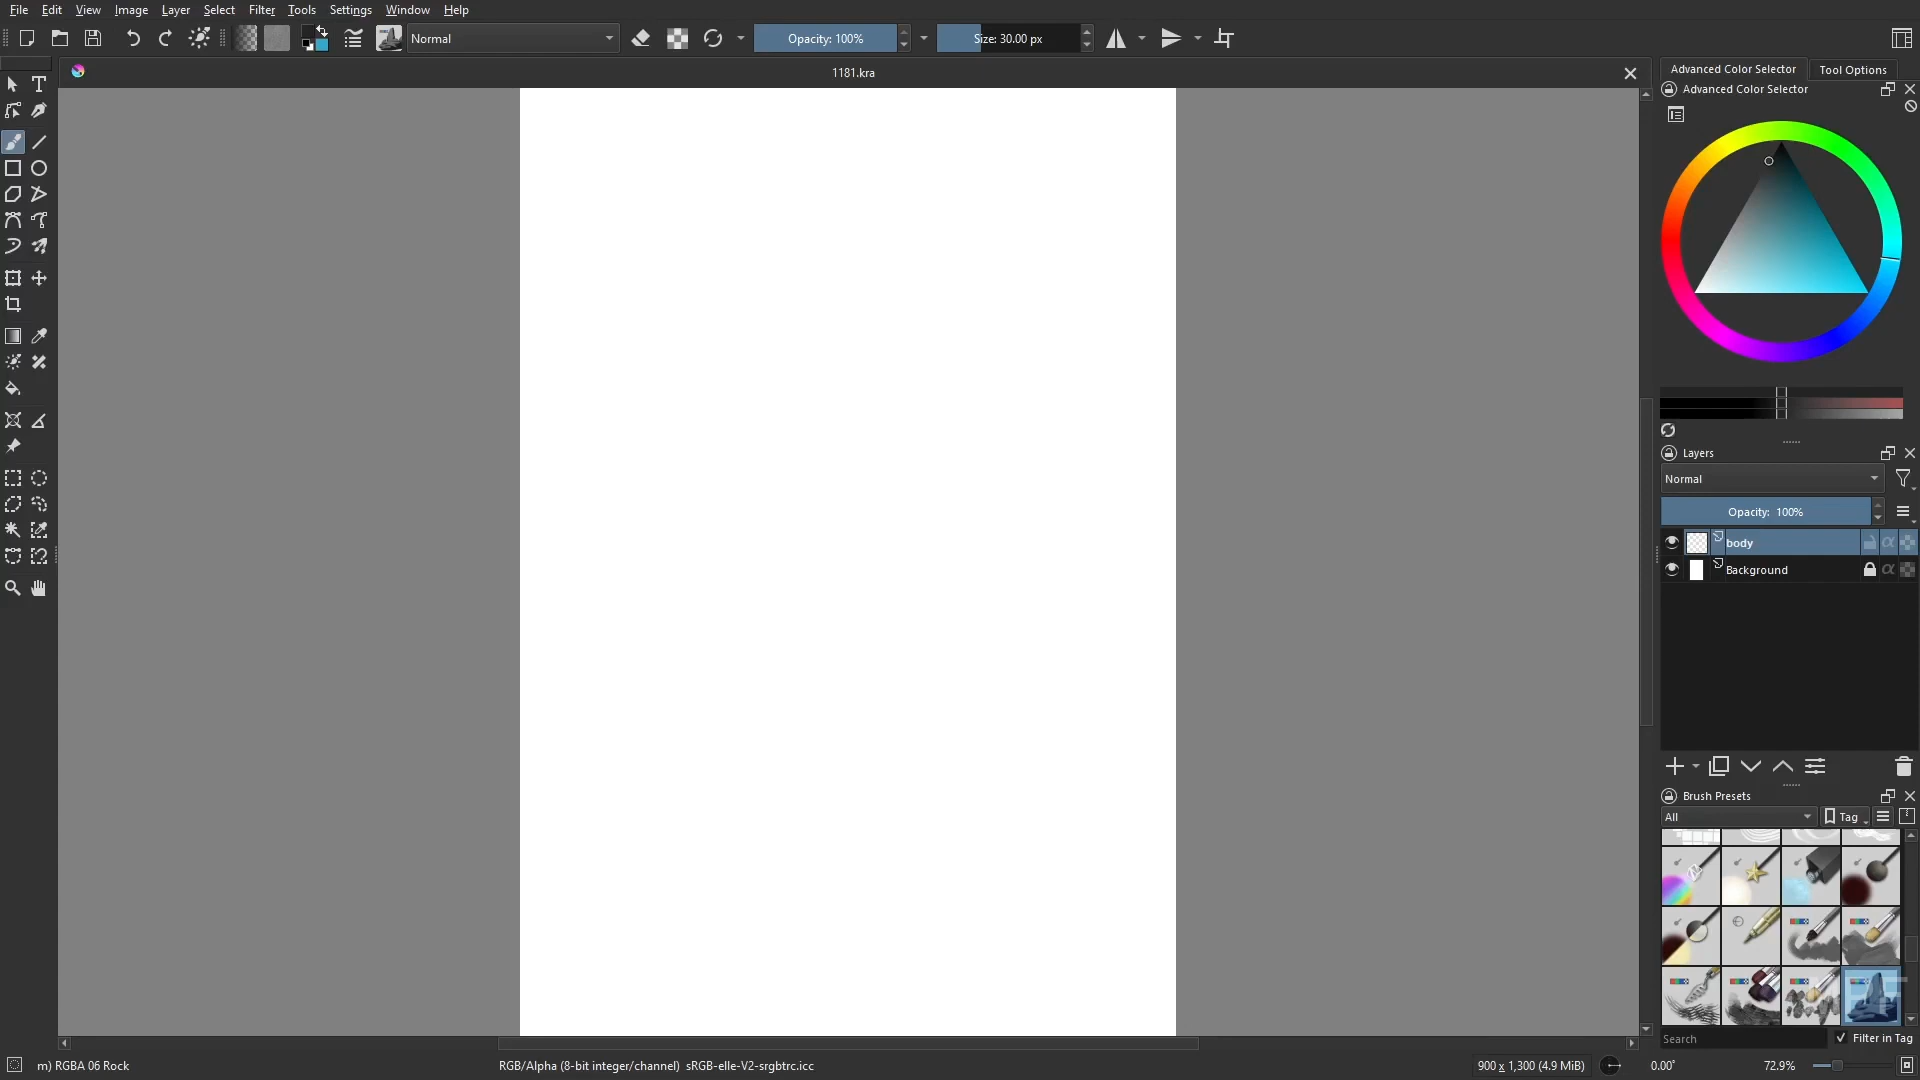 File Edit View Image Layer Select Filter Tools Settings Window Help
Normal
Opacity: 100%
Size: 30.00 px
1181.kra
Advanced Color Selector
Tool Options
Advanced Color Selector
Layers
Normal
Opacity: 100%
body
Background
Brush Presets
All
Tag
Search
Filter in Tag
m) RGBA 06 Rock
RGB/Alpha (8-bit integer/channel) sRGB-elle-V2-srgbtrc.icc
900 x 1,300 (4.9 MiB)
0.00°
72.9%